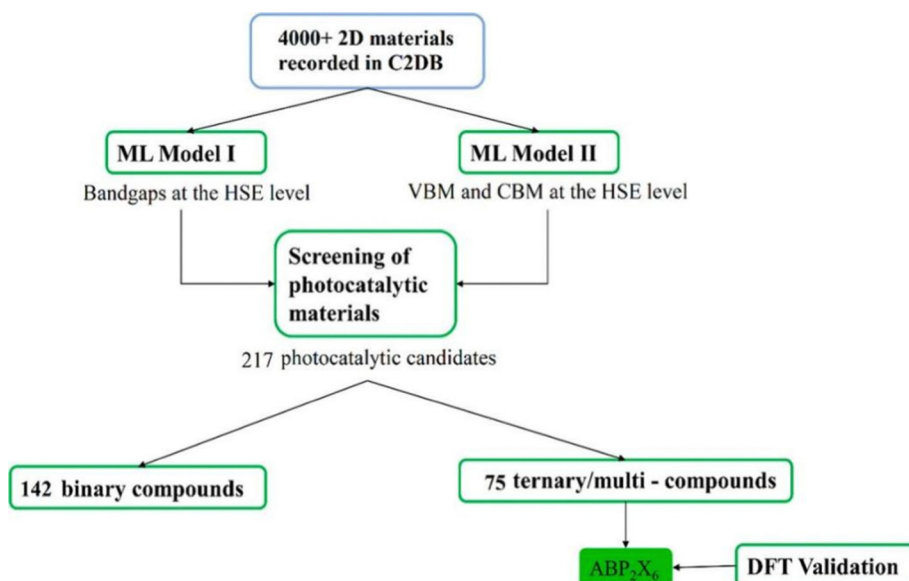 4000+ 2D materials
recorded in C2DB
ML Model I
ML Model II
Bandgaps at the HSE level
VBM and CBM at the HSE level
Screening of
photocatalytic
materials
217 photocatalytic candidates
142 binary compounds
75 ternary/multi - compounds
ABP₂X₆
DFT Validation